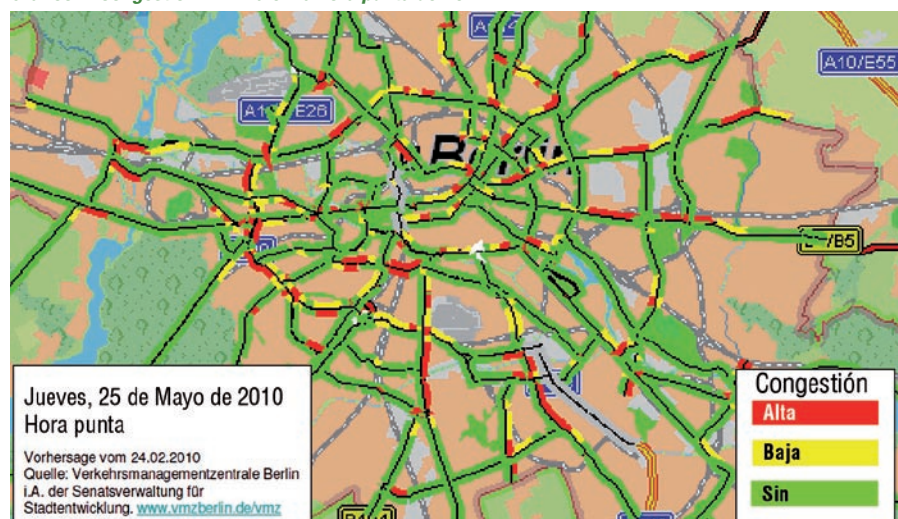 A10/E55
Jueves, 25 de Mayo de 2010
Hora punta
Vorhersage vom 24.02.2010
Quelle: Verkehrsmanagementzentrale Berlin
i.A. der Senatsverwaltung für
Stadtentwicklung. www.vmzberlin.de/vmz
Congestión
Alta
Baja
Sin